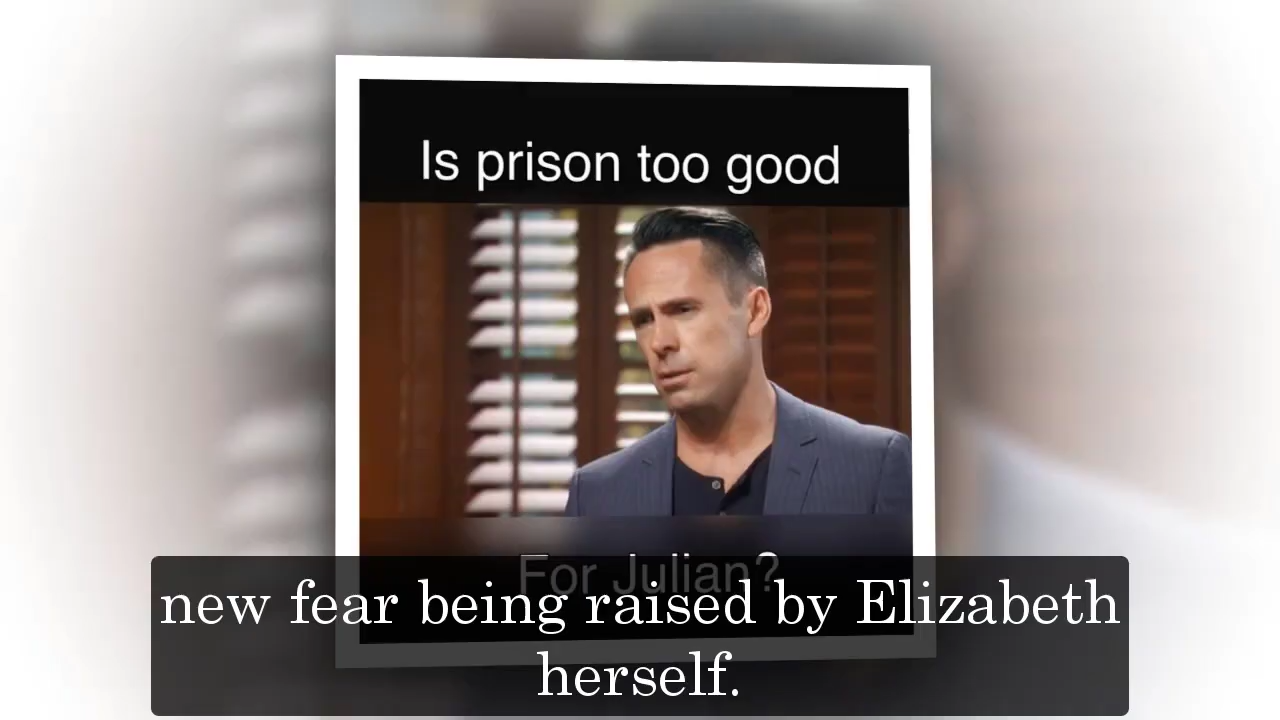 Is prison too good
For Julian?
new fear being raised by Elizabeth
herself.